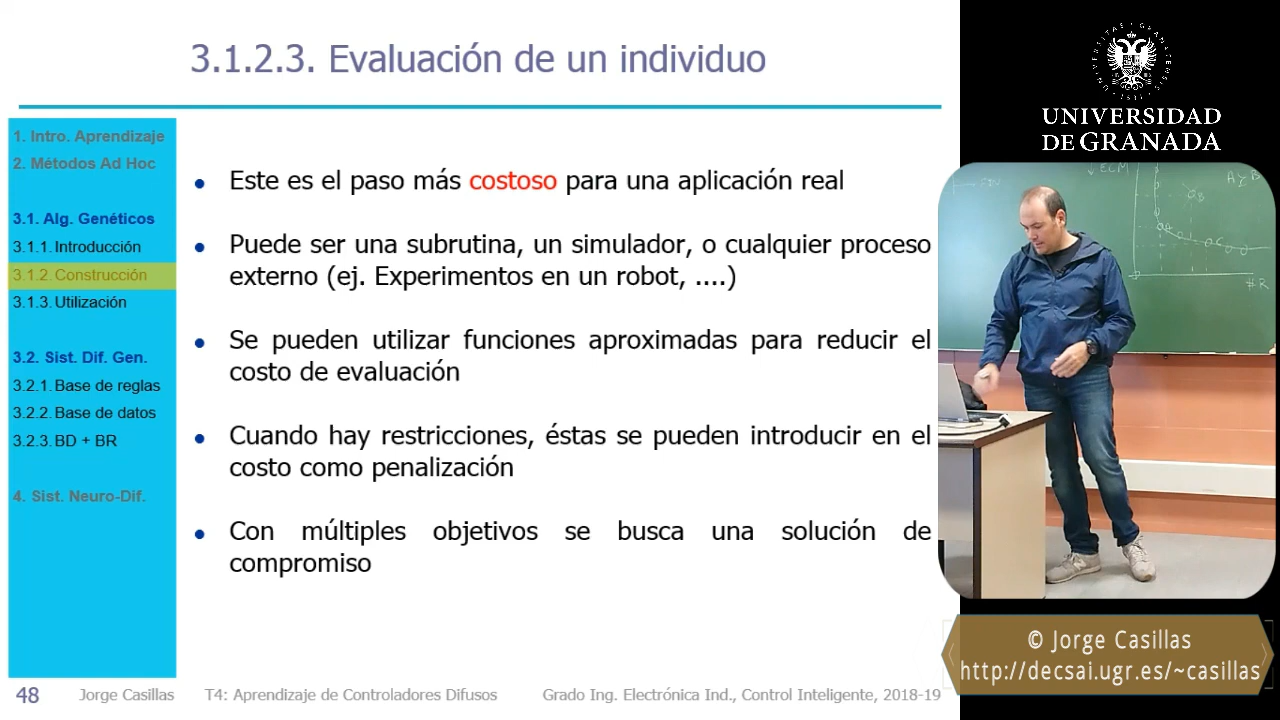 3.1.2.3. Evaluación de un individuo
1. Intro. Aprendizaje
2. Métodos Ad Hoc
3.1. Alg. Genéticos
3.1.1. Introducción
3.1.2. Construcción
3.1.3. Utilización
3.2. Sist. Dif. Gen.
3.2.1. Base de reglas
3.2.2. Base de datos
3.2.3. BD + BR
4. Sist. Neuro-Dif.
• Este es el paso más costoso para una aplicación real
• Puede ser una subrutina, un simulador, o cualquier proceso
externo (ej. Experimentos en un robot, ....)
• Se pueden utilizar funciones aproximadas para reducir el
costo de evaluación
• Cuando hay restricciones, éstas se pueden introducir en el
costo como penalización
• Con múltiples objetivos se busca una solución de
compromiso
48 Jorge Casillas T4: Aprendizaje de Controladores Difusos Grado Ing. Electrónica Ind., Control Inteligente, 2018-19
UNIVERSIDAD
DE GRANADA
ECM
A y B
#R
© Jorge Casillas
http://decsai.ugr.es/~casillas